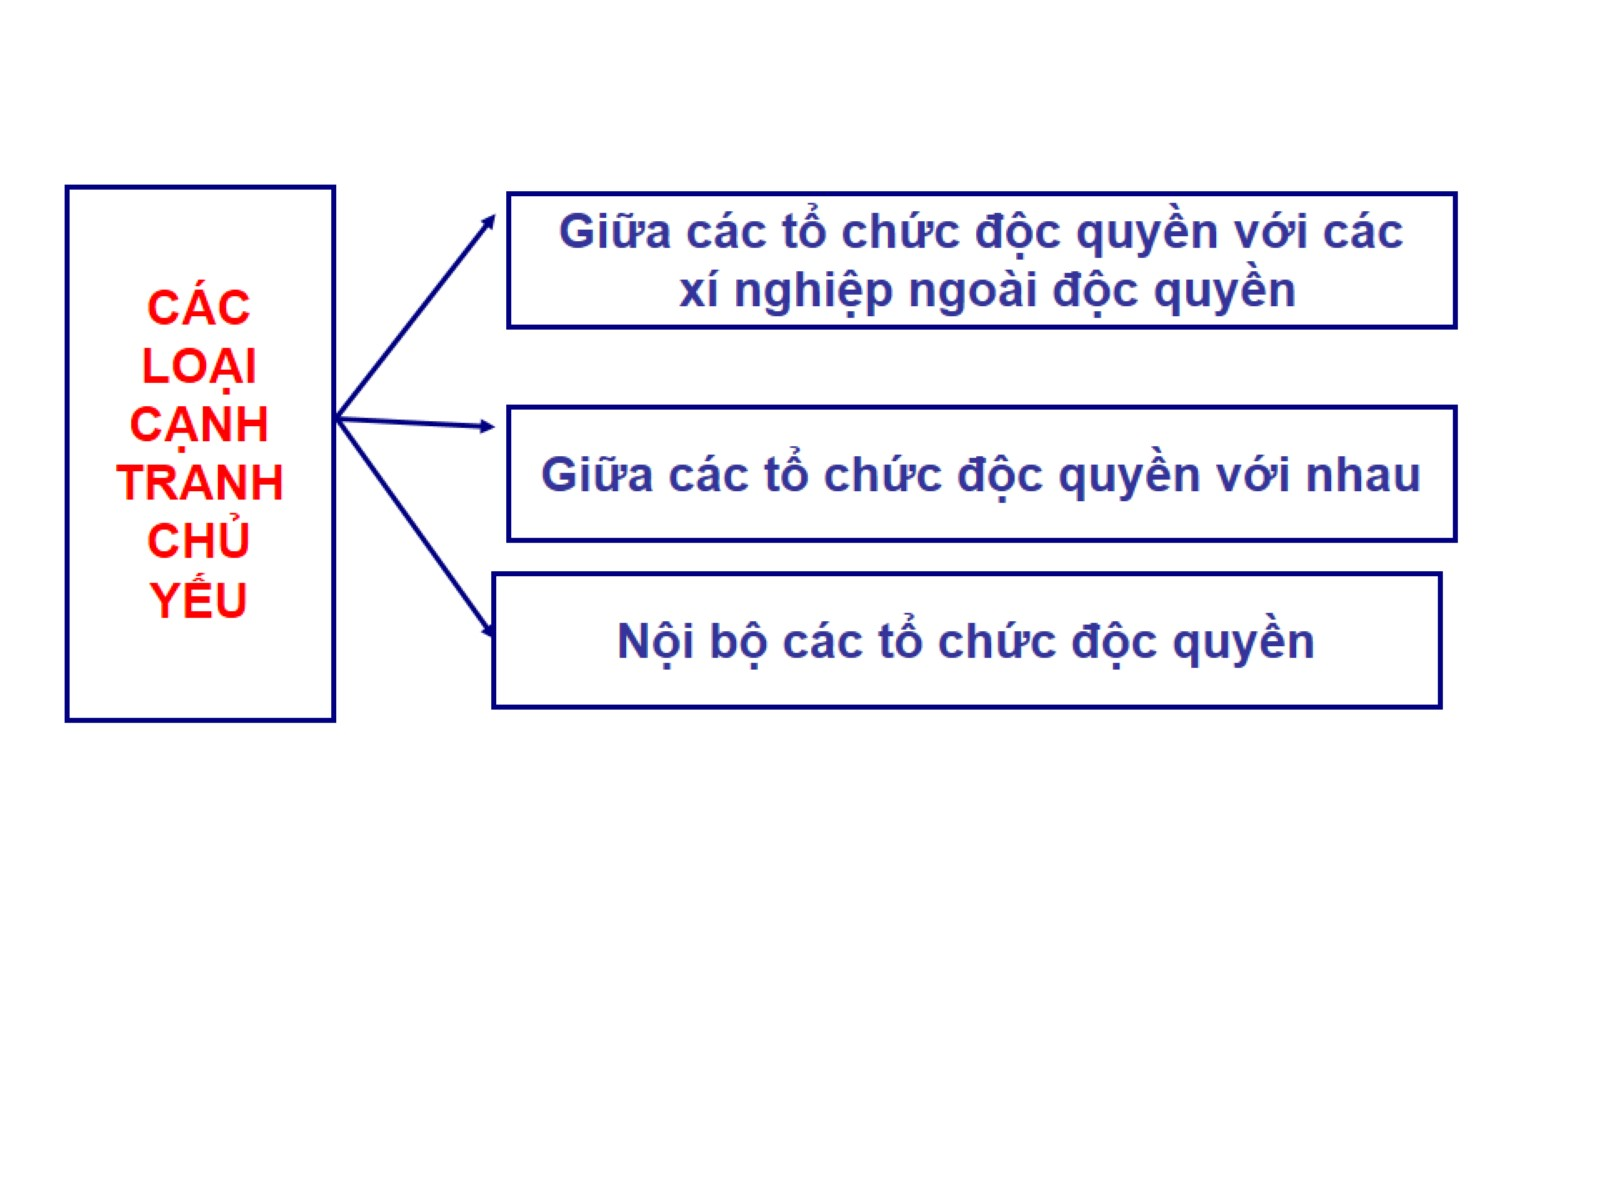 CÁC
LOẠI
CẠNH
TRANH
CHỦ
YẾU
Giữa các tổ chức độc quyền với các
xí nghiệp ngoài độc quyền
Giữa các tổ chức độc quyền với nhau
Nội bộ các tổ chức độc quyền